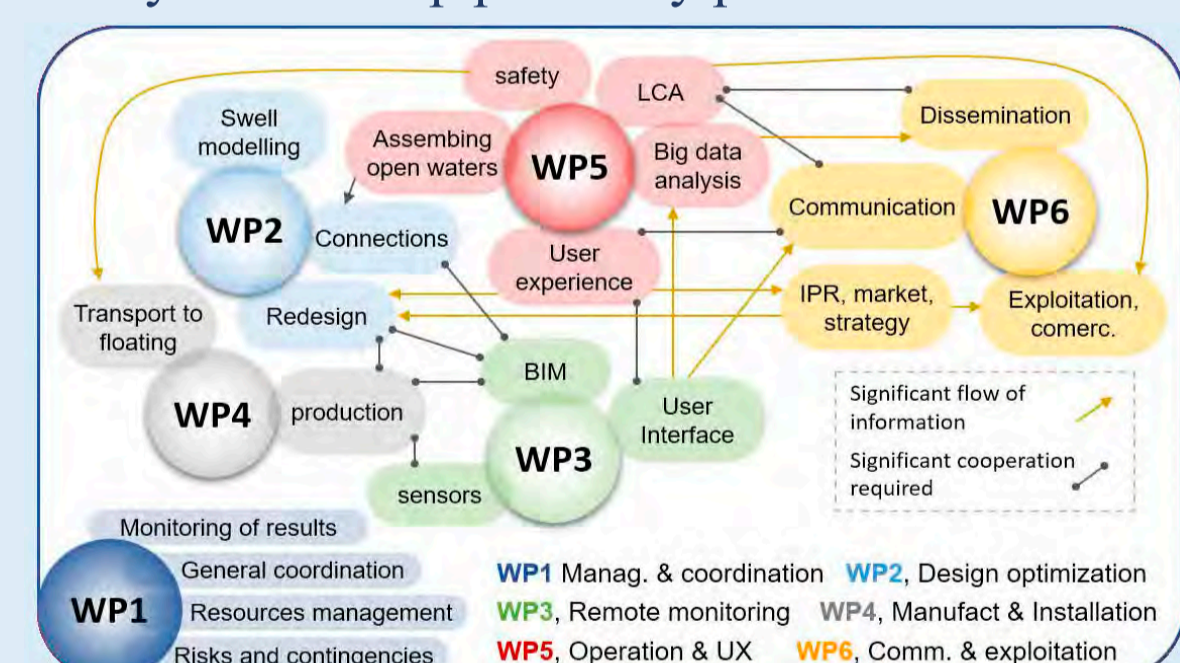 safety
LCA
Swell
modelling
Assembing
open waters
WP5
Big data
analysis
Dissemination
WP2
Connections
Communication
WP6
User
experience
Transport to
floating
Redesign
IPR, market,
strategy
Exploitation,
comerc.
BIM
WP4
production
User
Interface
WP3
sensors
Significant flow of
information
Significant cooperation
required
Monitoring of results
General coordination
WP1
Resources management
Risks and contingencies
WP1 Manag. & coordination WP2, Design optimization
WP3, Remote monitoring WP4, Manufact & Installation
WP5, Operation & UX WP6, Comm. & exploitation